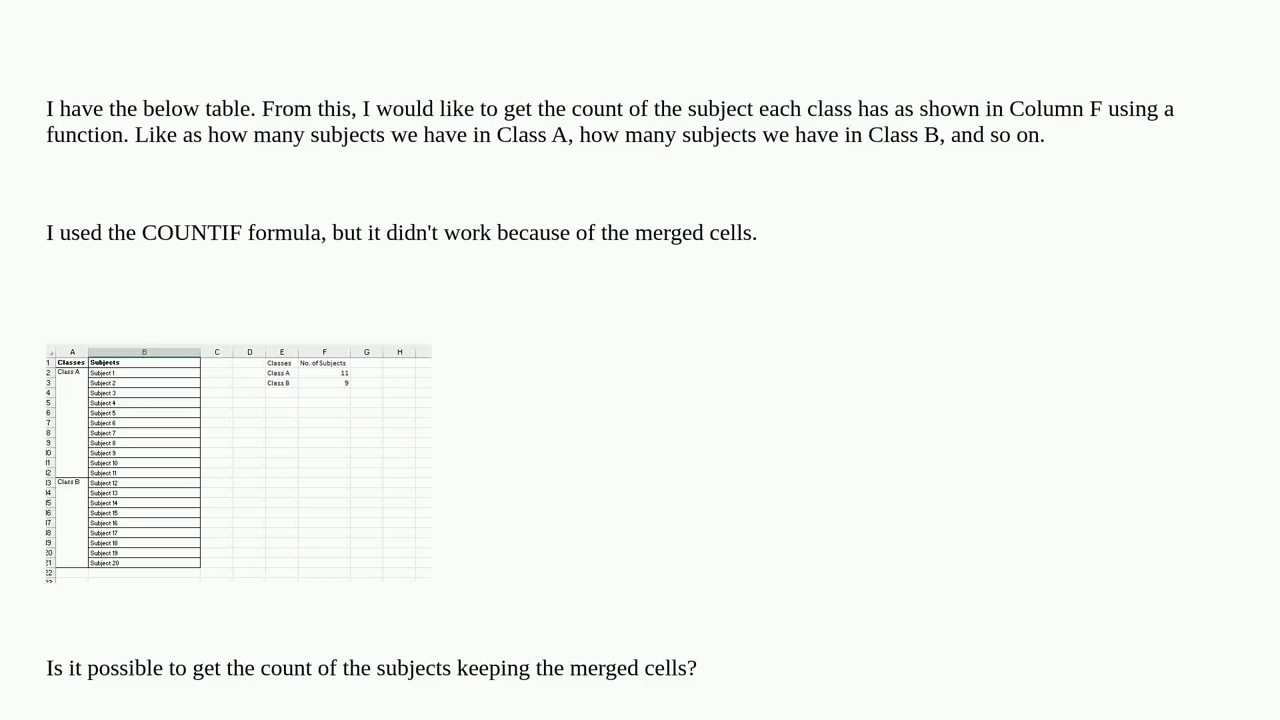 I have the below table. From this, I would like to get the count of the subject each class has as shown in Column F using a
function. Like as how many subjects we have in Class A, how many subjects we have in Class B, and so on.
I used the COUNTIF formula, but it didn't work because of the merged cells.
A B C D E F G H
1 Classes Subjects Classes No. of Subjects
2 Class A Subject 1 Class A 11
3 Subject 2 Class B 9
4 Subject 3
5 Subject 4
6 Subject 5
7 Subject 6
8 Subject 7
9 Subject 8
10 Subject 9
11 Subject 10
12 Subject 11
13 Class B Subject 12
14 Subject 13
15 Subject 14
16 Subject 15
17 Subject 16
18 Subject 17
19 Subject 18
20 Subject 19
21 Subject 20
22
Is it possible to get the count of the subjects keeping the merged cells?